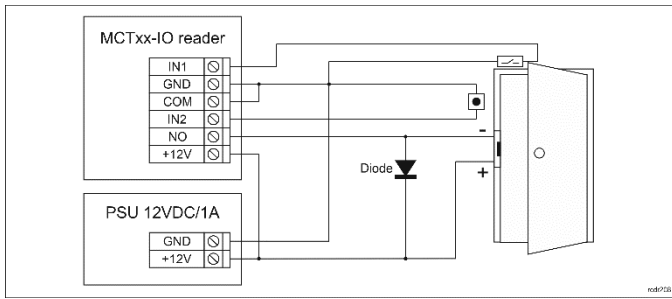 MCTxx-IO reader
IN1
GND
COM
IN2
NO
+12V
-
+
Diode
PSU 12VDC/1A
GND
+12V